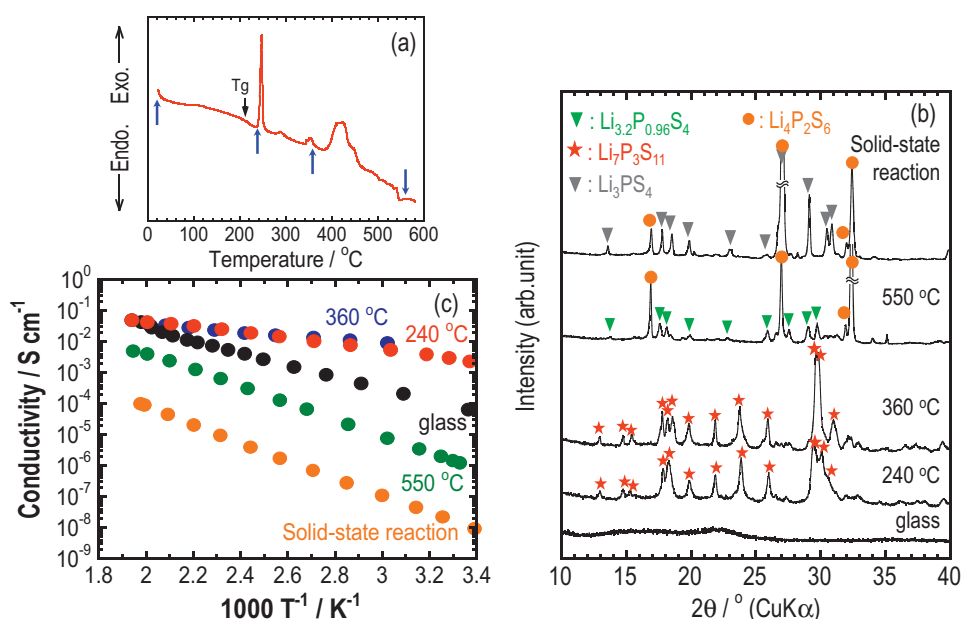 (a)
Exo.
Endo.
Tg
0 100 200 300 400 500 600
Temperature / °C
(b)
▼ : Li3.2P0.96S4
● : Li4P2S6
★ : Li7P3S11
▼ : Li3PS4
Solid-state
reaction
550 °C
360 °C
240 °C
glass
Intensity (arb.unit)
10 15 20 25 30 35 40
2θ / ° (CuKα)
(c)
10^0
10^-1
10^-2
10^-3
10^-4
10^-5
10^-6
10^-7
10^-8
10^-9
Conductivity / S cm^-1
360 °C
240 °C
glass
550 °C
Solid-state reaction
1.8 2 2.2 2.4 2.6 2.8 3 3.2 3.4
1000 T^-1 / K^-1